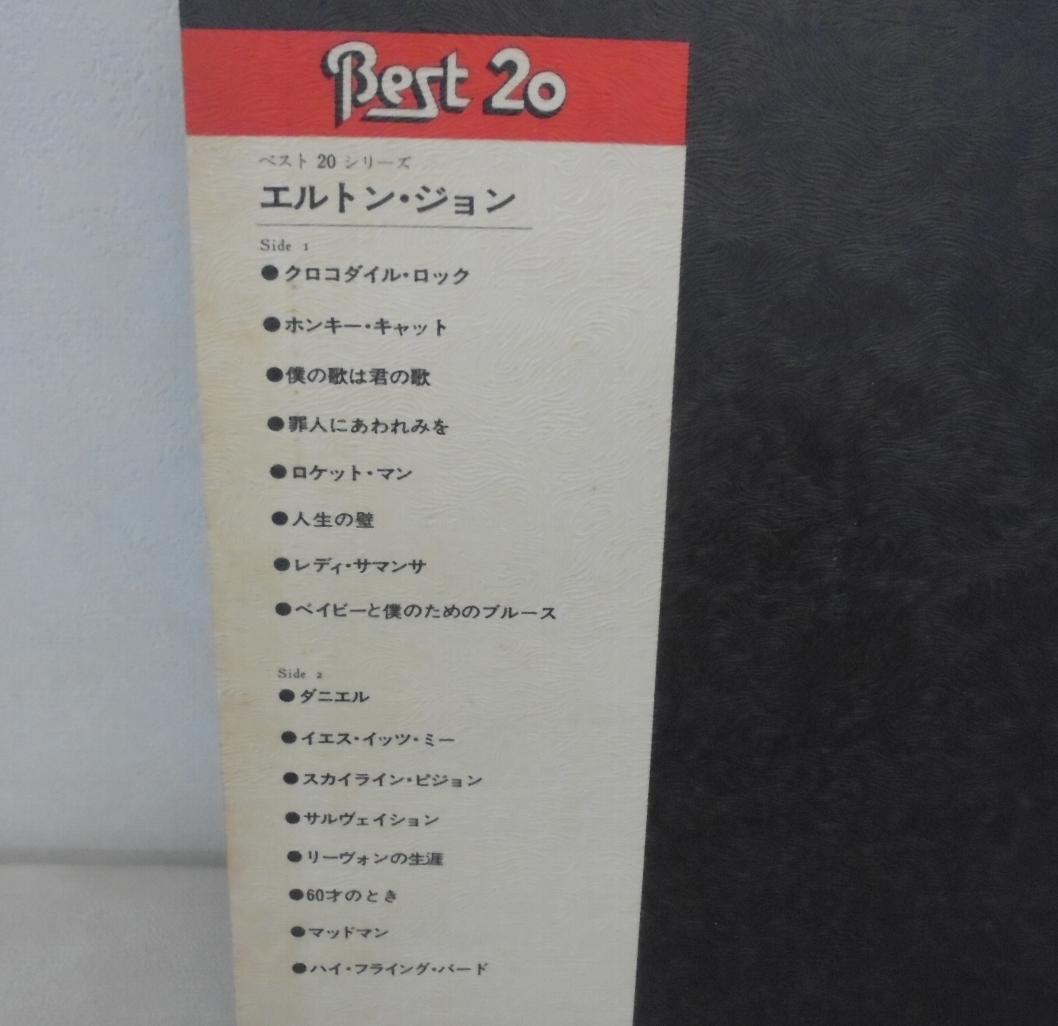 Best 20
ベスト 20 シリーズ
エルトン・ジョン
Side 1
●クロコダイル・ロック
●ホンキー・キャット
●僕の歌は君の歌
●罪人にあわれみを
●ロケット・マン
●人生の壁
●レディ・サマンサ
●ベイビーと僕のためのブルース
Side 2
●ダニエル
●イエス・イッツ・ミー
●スカイライン・ピジョン
●サルヴェイション
●リーヴォンの生涯
●60才のとき
●マッドマン
●ハイ・フライング・バード